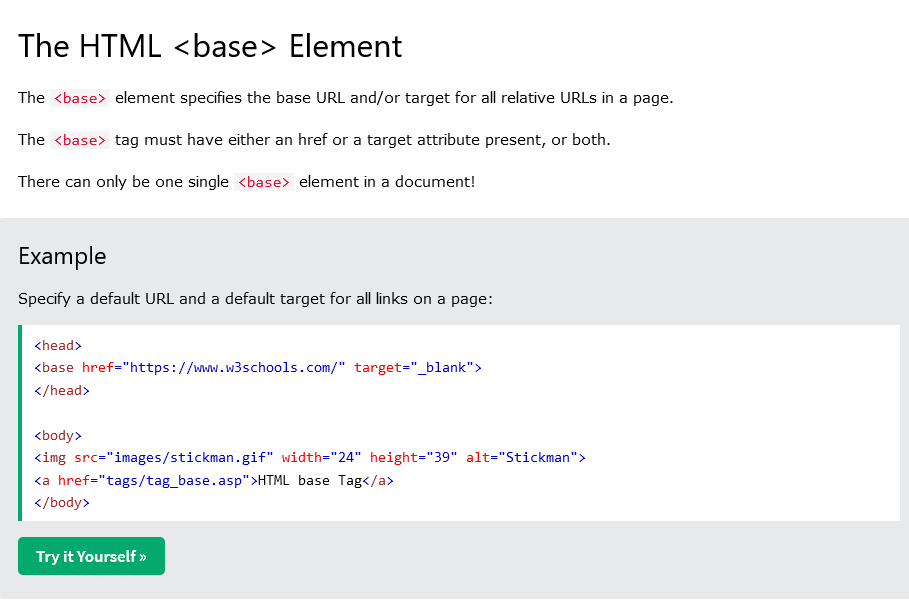 The HTML <base> Element
The <base> element specifies the base URL and/or target for all relative URLs in a page.
The <base> tag must have either an href or a target attribute present, or both.
There can only be one single <base> element in a document!
Example
Specify a default URL and a default target for all links on a page:
<head>
<base href="https://www.w3schools.com/" target="_blank">
</head>
<body>
<img src="images/stickman.gif" width="24" height="39" alt="Stickman">
<a href="tags/tag_base.asp">HTML base Tag</a>
</body>
Try it Yourself »